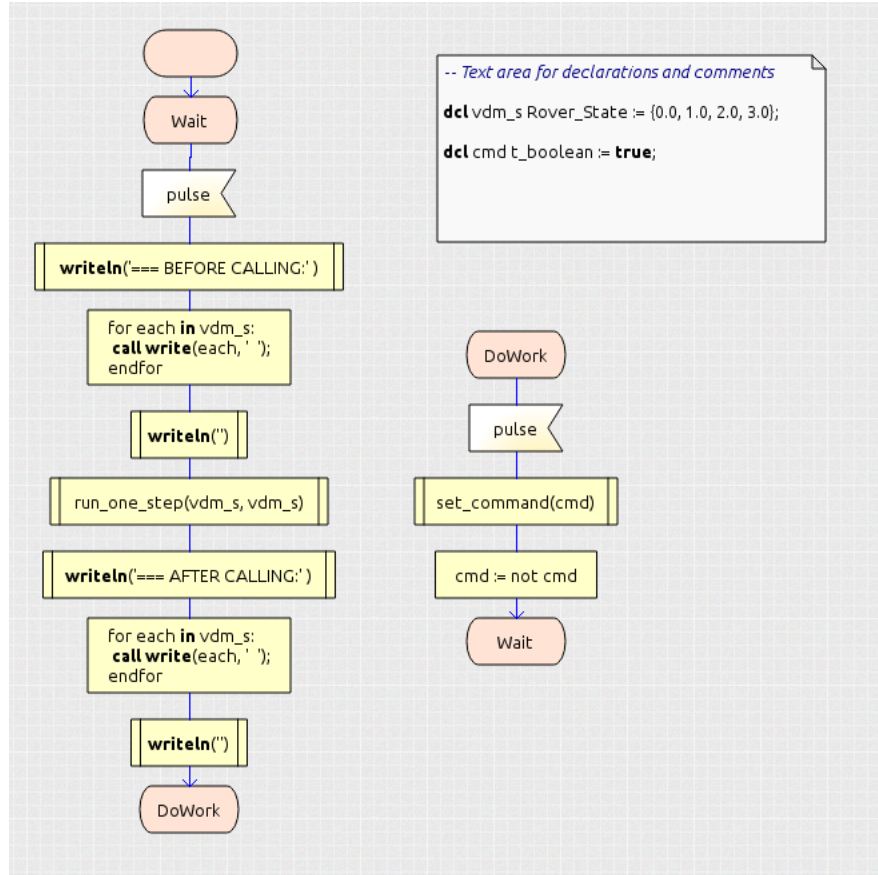 Wait
pulse
writeln('=== BEFORE CALLING:' )
for each in vdm_s:
call write(each, '  ');
endfor
writeln('')
run_one_step(vdm_s, vdm_s)
writeln('=== AFTER CALLING:' )
for each in vdm_s:
call write(each, '  ');
endfor
writeln('')
DoWork
-- Text area for declarations and comments
dcl vdm_s Rover_State := {0.0, 1.0, 2.0, 3.0};
dcl cmd t_boolean := true;
DoWork
pulse
set_command(cmd)
cmd := not cmd
Wait